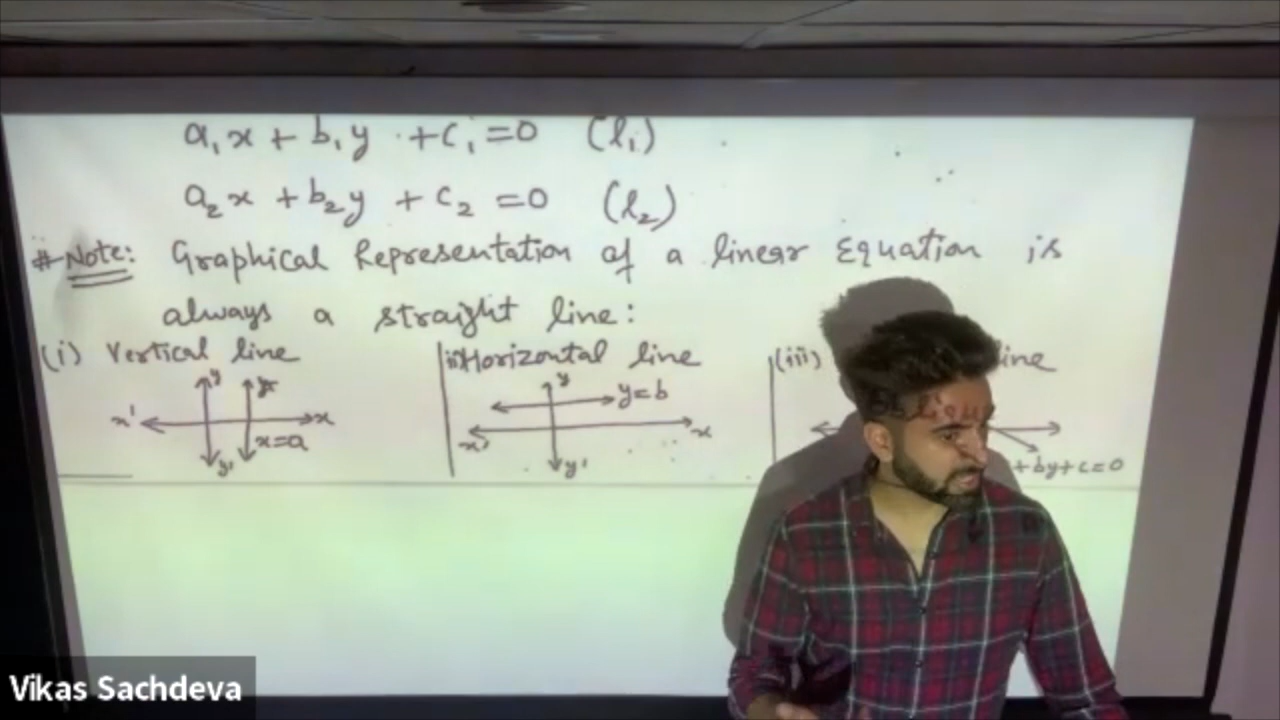 a₁x + b₁y + c₁ = 0 (l₁)
a₂x + b₂y + c₂ = 0 (l₂)
# Note: Graphical Representation of a linear Equation is
always a straight line:
(i) Vertical line
y
x' x
x=a
y'
ii) Horizontal line
y
y=b
x' x
y'
(iii) line
+by+c=0
Vikas Sachdeva